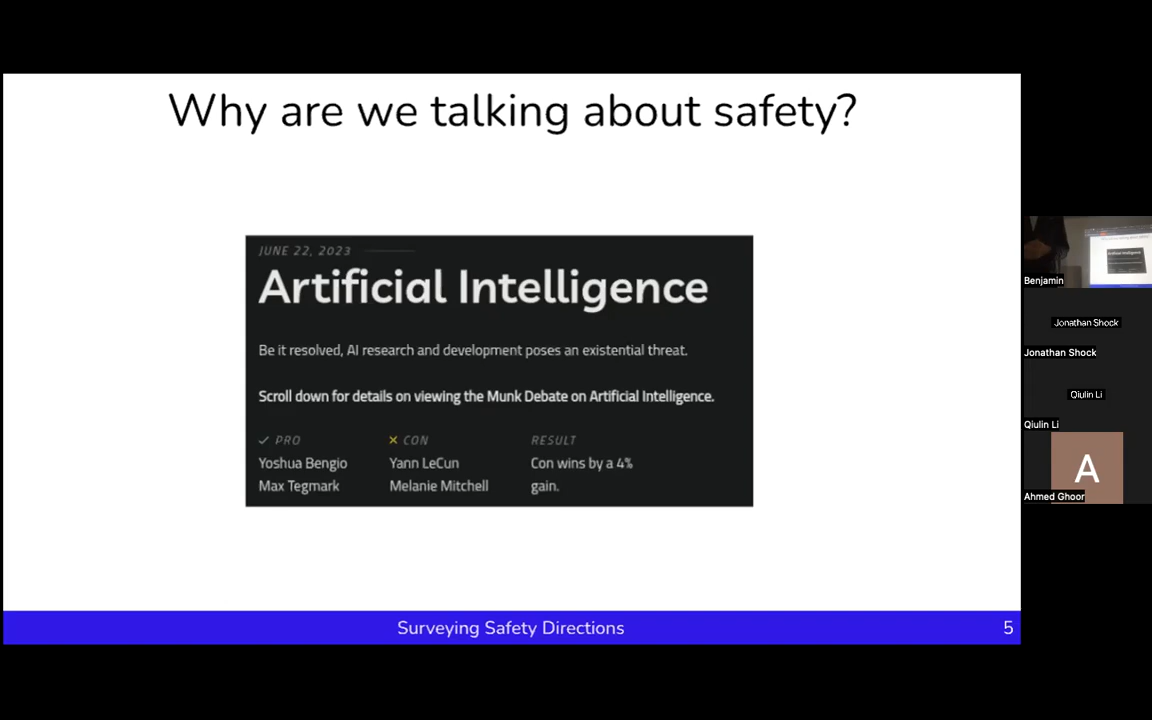 Why are we talking about safety?
JUNE 22, 2023
Artificial Intelligence
Be it resolved, AI research and development poses an existential threat.
Scroll down for details on viewing the Munk Debate on Artificial Intelligence.
✓ PRO
Yoshua Bengio
Max Tegmark
✕ CON
Yann LeCun
Melanie Mitchell
RESULT
Con wins by a 4%
gain.
Surveying Safety Directions
5
Benjamin
Jonathan Shock
Jonathan Shock
Qiulin Li
Qiulin Li
A
Ahmed Ghoor